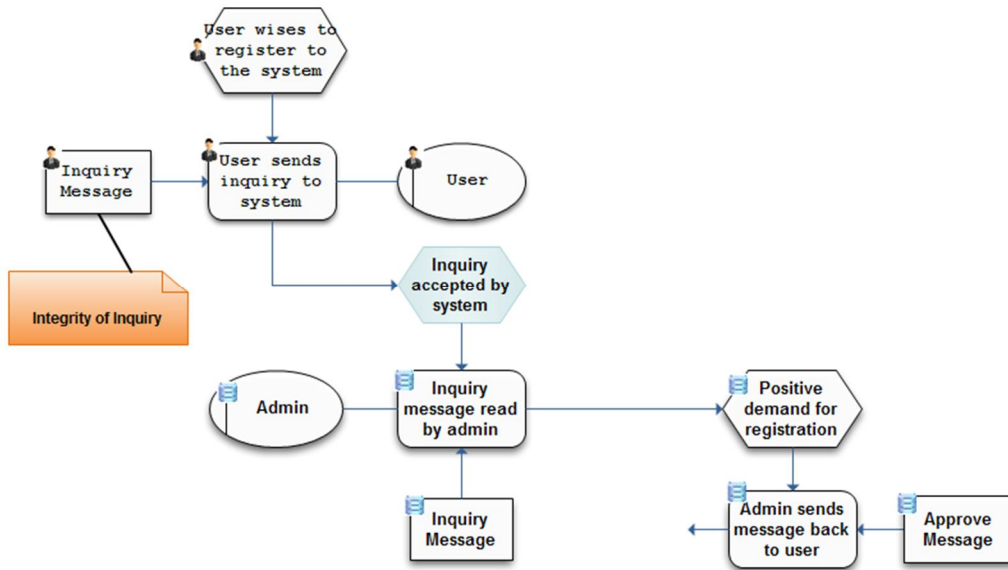 User wises to
register to
the system
Inquiry
Message
User sends
inquiry to
system
User
Integrity of Inquiry
Inquiry
accepted by
system
Admin
Inquiry
message read
by admin
Positive
demand for
registration
Inquiry
Message
Admin sends
message back
to user
Approve
Message